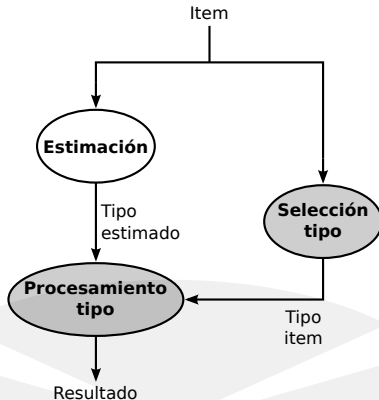 Item
Estimación
Tipo
estimado
Selección
tipo
Procesamiento
tipo
Tipo
item
Resultado